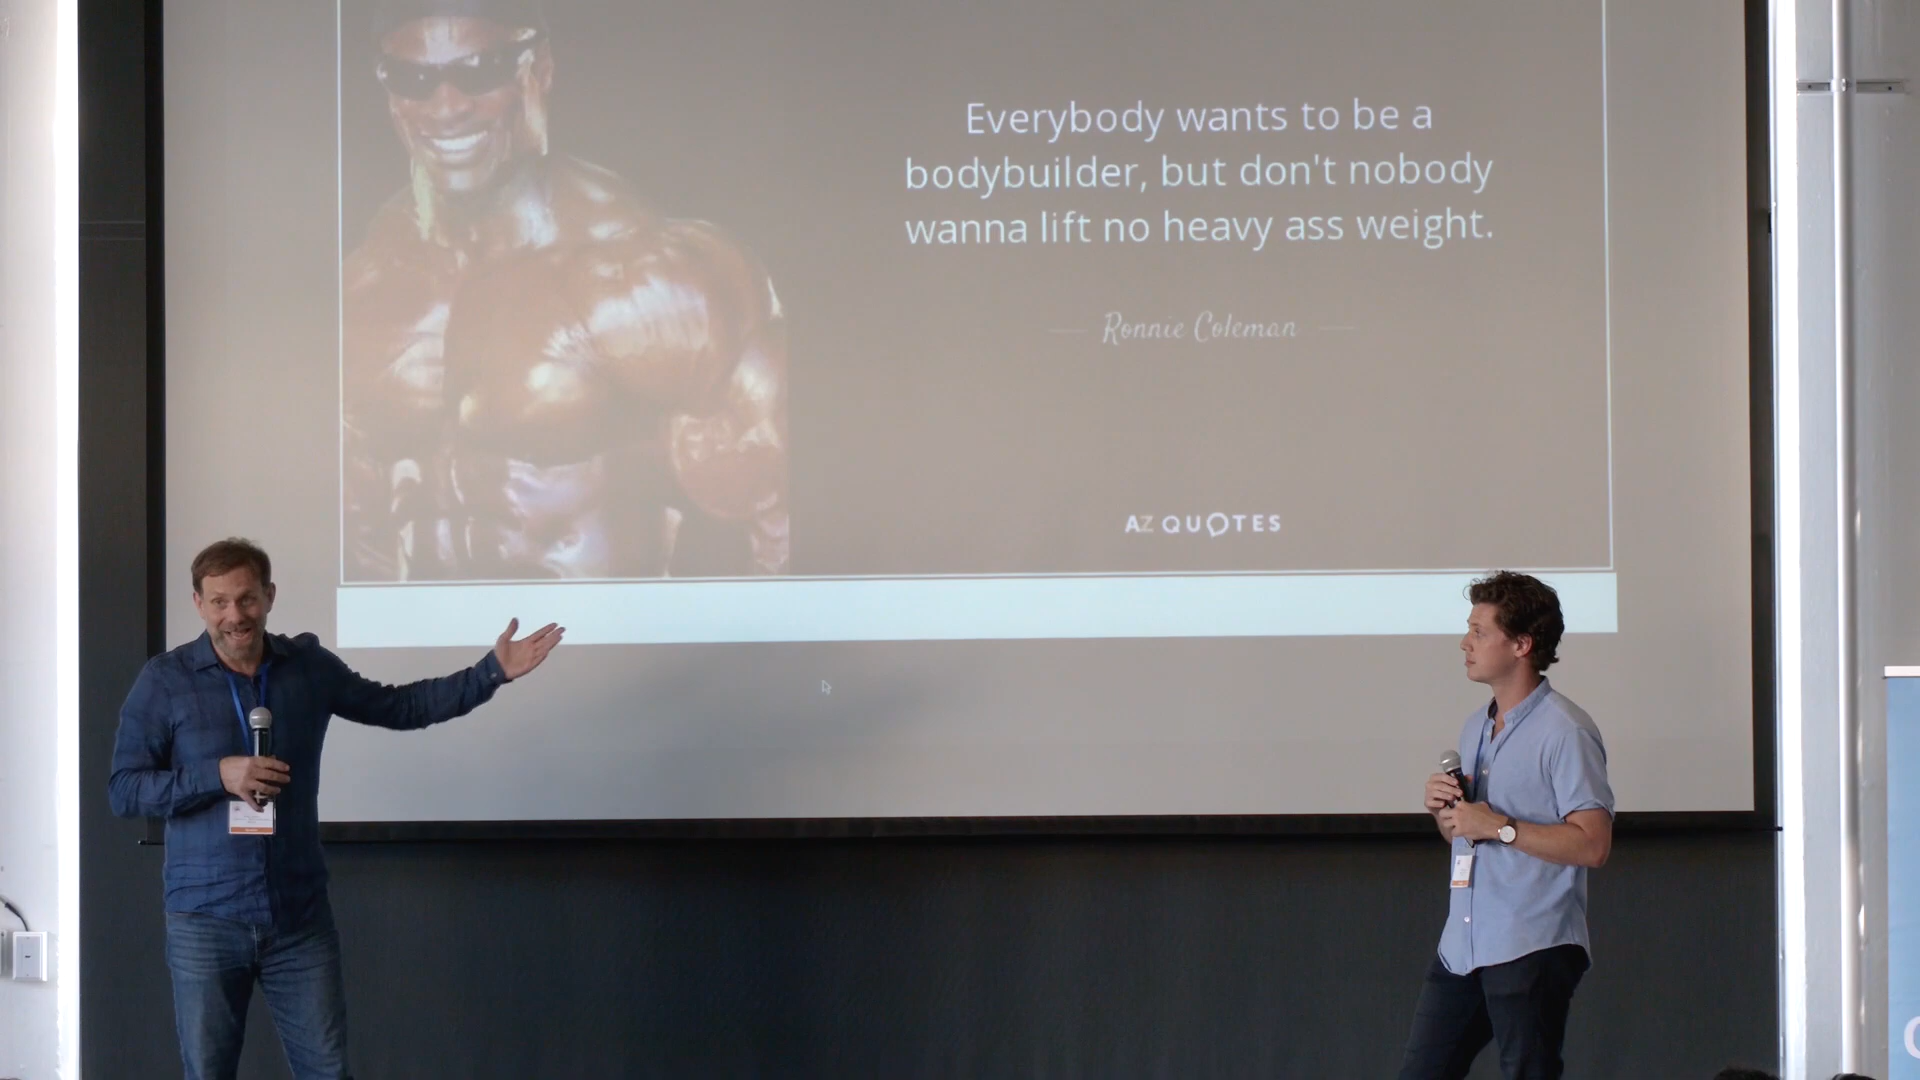 Everybody wants to be a
bodybuilder, but don't nobody
wanna lift no heavy ass weight.
Ronnie Coleman
AZ QUOTES